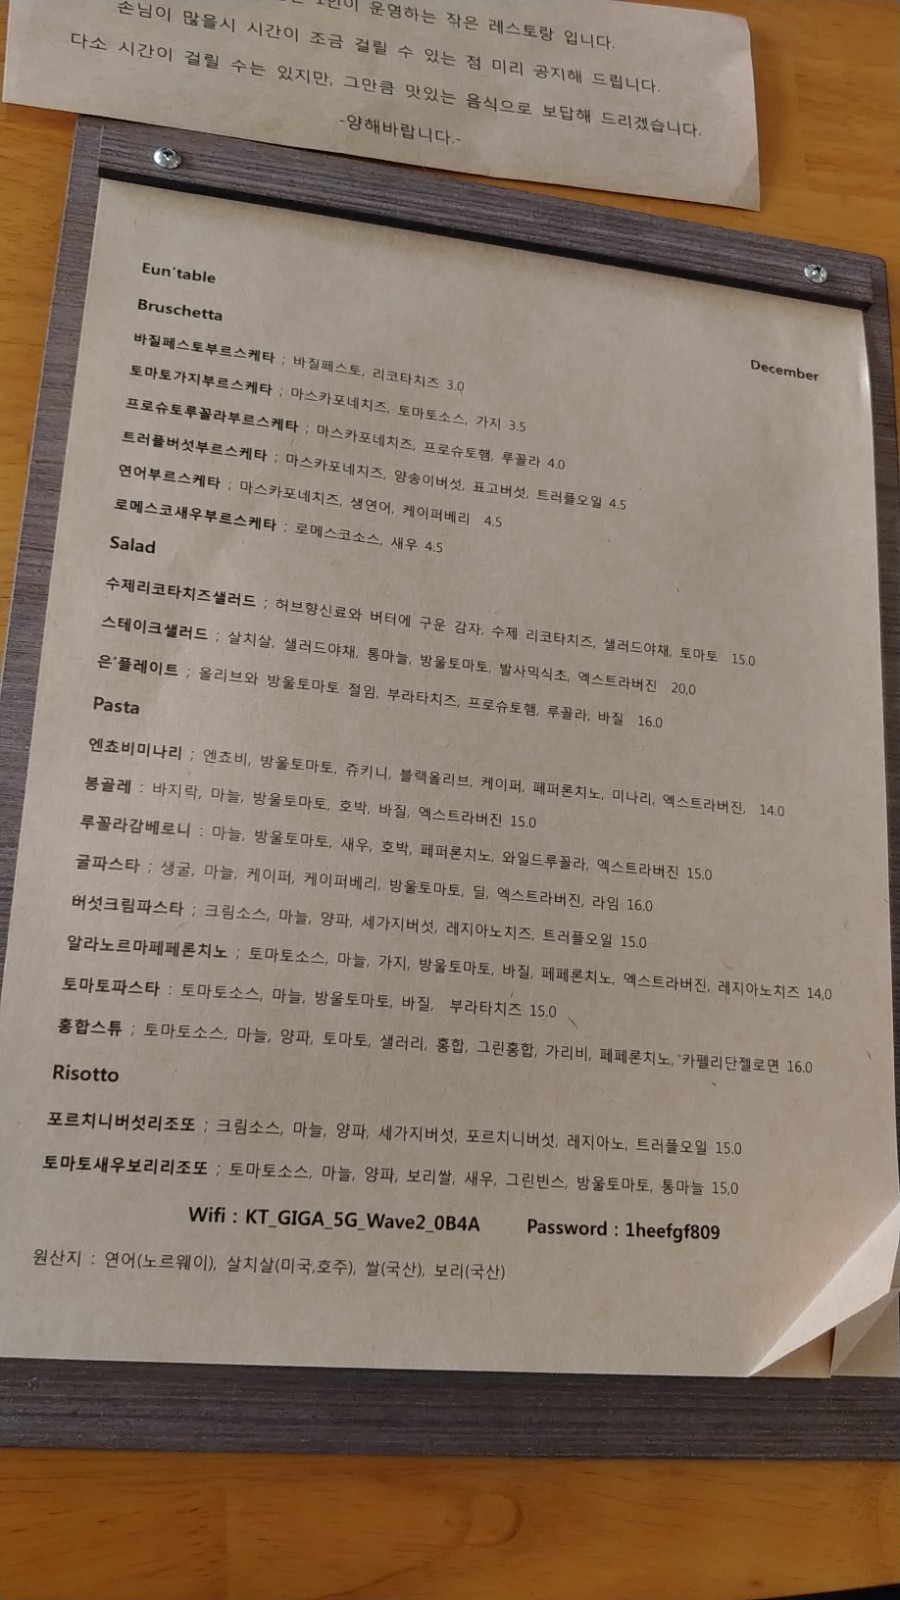 1인이 운영하는 작은 레스토랑 입니다.
손님이 많을시 시간이 조금 걸릴 수 있는 점 미리 공지해 드립니다.
다소 시간이 걸릴 수는 있지만, 그만큼 맛있는 음식으로 보답해 드리겠습니다.
-양해바랍니다.-
Eun'table
December
Bruschetta
바질페스토부르스케타 ; 바질페스토, 리코타치즈 3.0
토마토가지부르스케타 ; 마스카포네치즈, 토마토소스, 가지 3.5
프로슈토루꼴라부르스케타 ; 마스카포네치즈, 프로슈토햄, 루꼴라 4.0
트러플버섯부르스케타 ; 마스카포네치즈, 양송이버섯, 표고버섯, 트러플오일 4.5
연어부르스케타 ; 마스카포네치즈, 생연어, 케이퍼베리 4.5
로메스코새우부르스케타 ; 로메스코소스, 새우 4.5
Salad
수제리코타치즈샐러드 ; 허브향신료와 버터에 구운 감자, 수제 리코타치즈, 샐러드야채, 토마토 15.0
스테이크샐러드 ; 살치살, 샐러드야채, 통마늘, 방울토마토, 발사믹식초, 엑스트라버진 20,0
은'플레이트 ; 올리브와 방울토마토 절임, 부라타치즈, 프로슈토햄, 루꼴라, 바질 16.0
Pasta
엔쵸비미나리 ; 엔쵸비, 방울토마토, 쥬키니, 블랙올리브, 케이퍼, 페퍼론치노, 미나리, 엑스트라버진, 14.0
봉골레 : 바지락, 마늘, 방울토마토, 호박, 바질, 엑스트라버진 15.0
루꼴라감베로니 : 마늘, 방울토마토, 새우, 호박, 페퍼론치노, 와일드루꼴라, 엑스트라버진 15.0
굴파스타 ; 생굴, 마늘, 케이퍼, 케이퍼베리, 방울토마토, 딜, 엑스트라버진, 라임 16.0
버섯크림파스타 ; 크림소스, 마늘, 양파, 세가지버섯, 레지아노치즈, 트러플오일 15.0
알라노르마페페론치노 ; 토마토소스, 마늘, 가지, 방울토마토, 바질, 페페론치노, 엑스트라버진, 레지아노치즈 14,0
토마토파스타 : 토마토소스, 마늘, 방울토마토, 바질, 부라타치즈 15.0
홍합스튜 ; 토마토소스, 마늘, 양파, 토마토, 샐러리, 홍합, 그린홍합, 가리비, 페페론치노, 카펠리단젤로면 16.0
Risotto
포르치니버섯리조또 ; 크림소스, 마늘, 양파, 세가지버섯, 포르치니버섯, 레지아노, 트러플오일 15.0
토마토새우보리리조또 ; 토마토소스, 마늘, 양파, 보리쌀, 새우, 그린빈스, 방울토마토, 통마늘 15,0
Wifi : KT_GIGA_5G_Wave2_0B4A Password : 1heefgf809
원산지 : 연어(노르웨이), 살치살(미국,호주), 쌀(국산), 보리(국산)